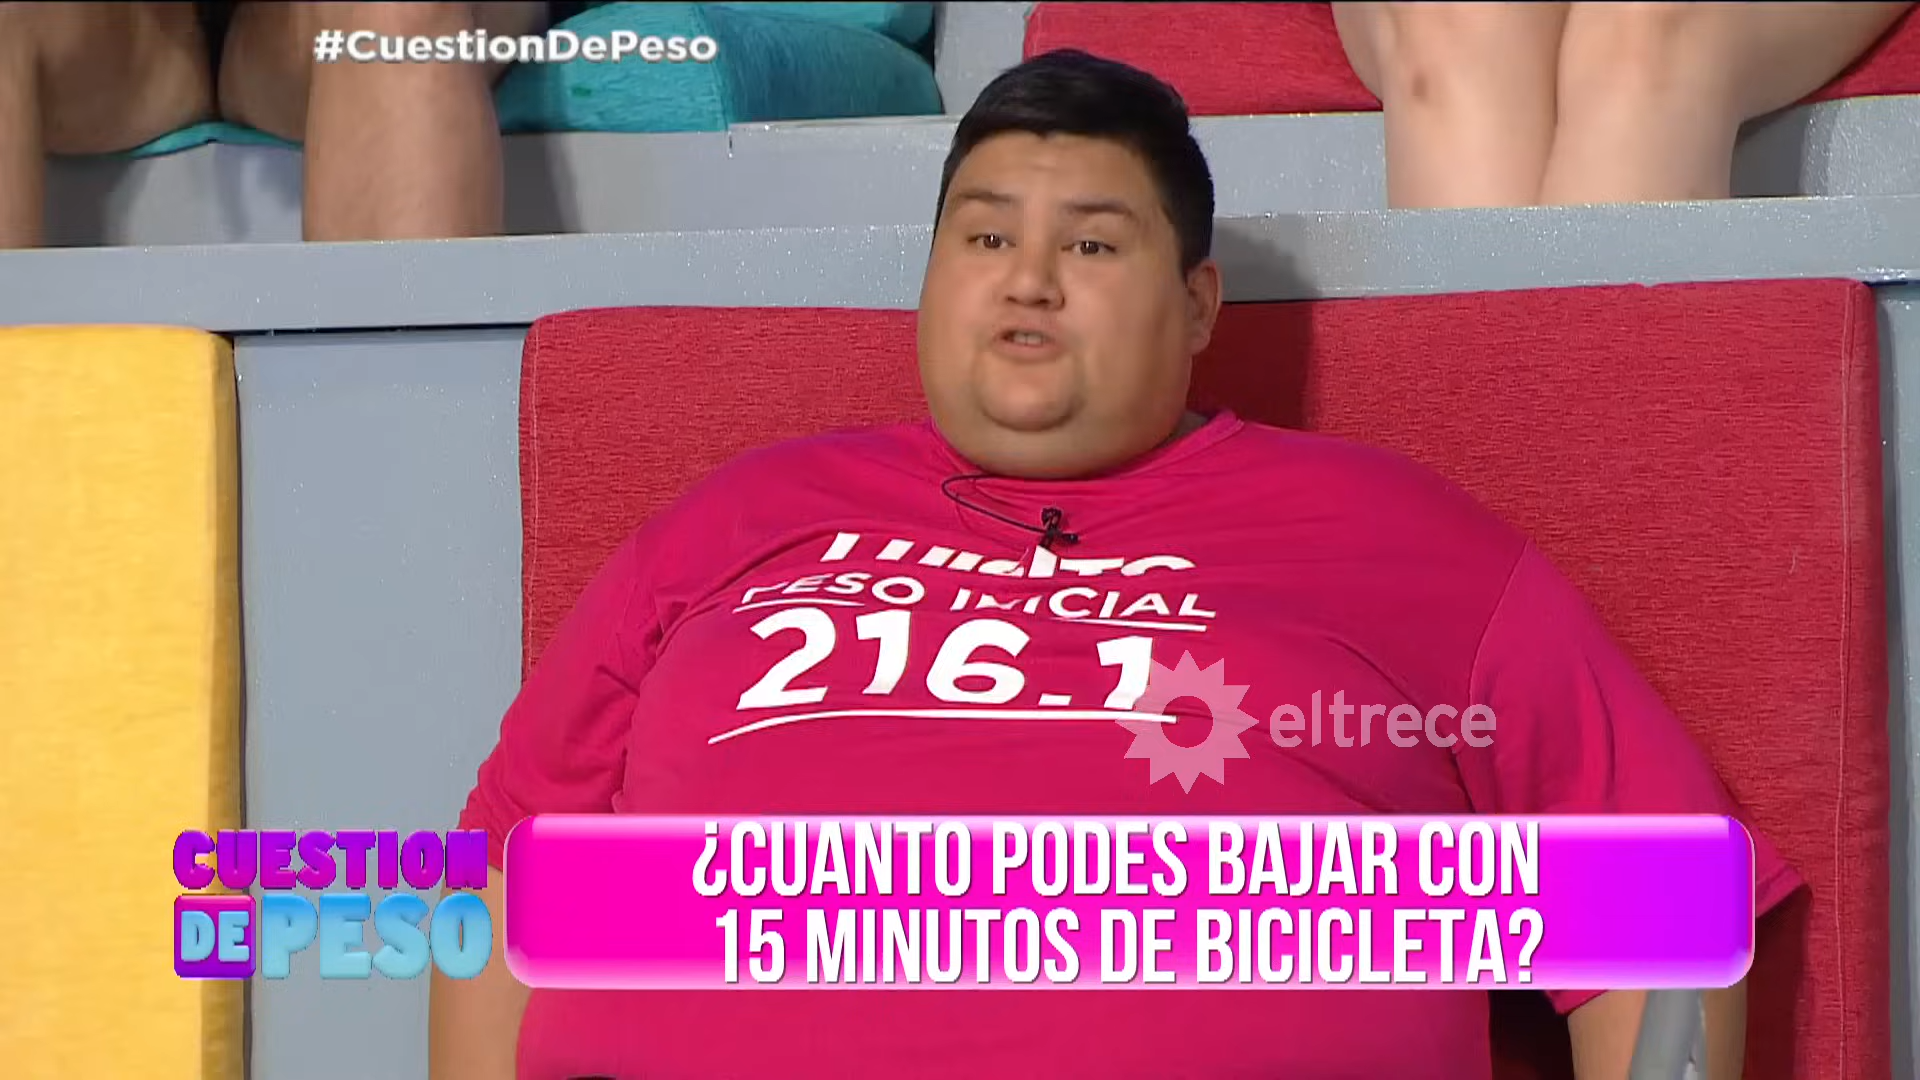 #CuestionDePeso
PESO INICIAL
216.1
eltrece
CUESTION
DE PESO
¿CUANTO PODES BAJAR CON
15 MINUTOS DE BICICLETA?